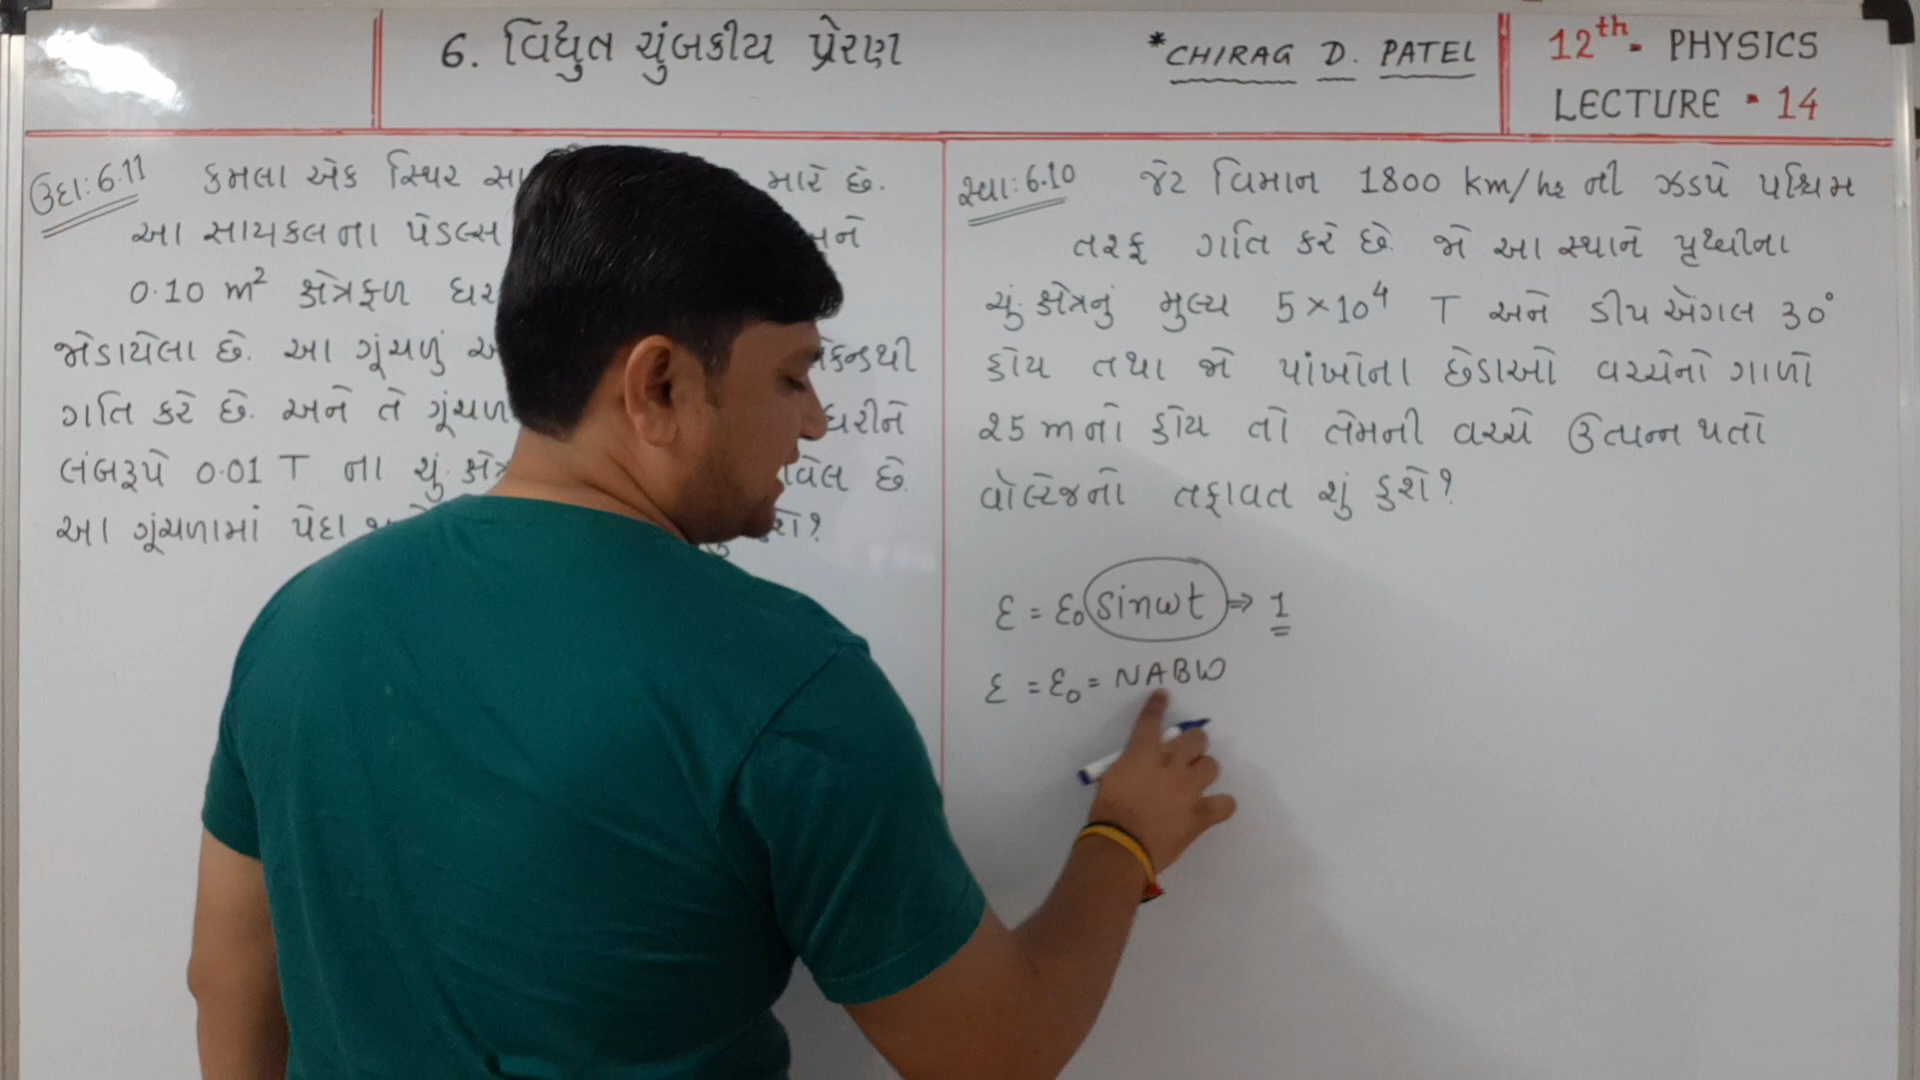 6. વિદ્યુત ચુંબકીય પ્રેરણ
*CHIRAG D. PATEL
12th - PHYSICS
LECTURE - 14
ઉદા: 6.11 કમલા એક સ્થિર મારે છે.
આ સાયકલના પેડલ્સ
0.10 m² ક્ષેત્રફળ
જોડાયેલા છે. આ ગૂંચળું
ગતિ કરે છે. અને તે
લંબરૂપે 0.01 T ના ચું. છે.
આ ગૂંચળામાં પેદા
સ્વા: 6.10 જેટ વિમાન 1800 km/hr ની ઝડપે પશ્ચિમ
તરફ ગતિ કરે છે. જો આ સ્થાને પૃથ્વીના
ચું. ક્ષેત્રનું મુલ્ય 5 × 10⁴ T અને ડીપ એંગલ 30°
હોય તથા જો પાંખોના છેડાઓ વચ્ચેનો ગાળો
25 m નો હોય તો તેમની વચ્ચે ઉત્પન્ન થતો
વોલ્ટેજનો તફાવત શું હશે?
ε = ε₀ sinωt ⇒ 1
ε = ε₀ = NABω